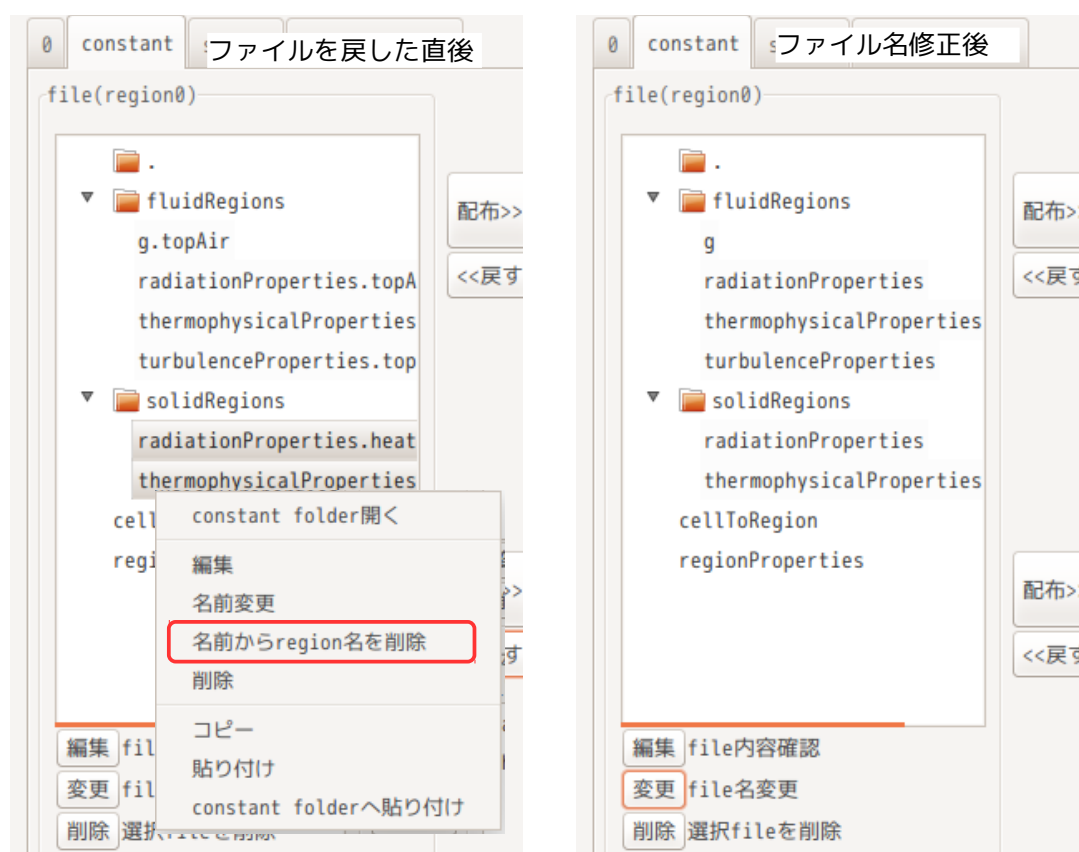 0 constant ファイルを戻した直後
file(region0)
.
fluidRegions
g.topAir
radiationProperties.topA
thermophysicalProperties
turbulenceProperties.top
solidRegions
radiationProperties.heat
thermophysicalProperties
cell
regi
配布>>
<<戻す
constant folder開く
編集
名前変更
名前からregion名を削除
削除
コピー
貼り付け
constant folderへ貼り付け
>>
す
編集 fil
変更 fil
削除 選択
0 constant ファイル名修正後
file(region0)
.
fluidRegions
g
radiationProperties
thermophysicalProperties
turbulenceProperties
solidRegions
radiationProperties
thermophysicalProperties
cellToRegion
regionProperties
配布>
<<戻す
配布>
<<戻す
編集 file内容確認
変更 file名変更
削除 選択fileを削除